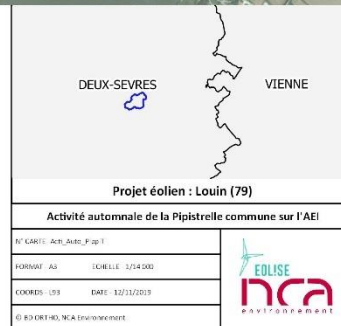 DEUX-SEVRES
VIENNE
Projet éolien : Louin (79)
Activité automnale de la Pipistrelle commune sur l'AEI
N° CARTE
FORMAT A3
ECHELLE 1/14 000
COORDS - L93
DATE - 12/11/2019
© BD ORTHO, NCA Environnement
EOLISE
nca
environnement